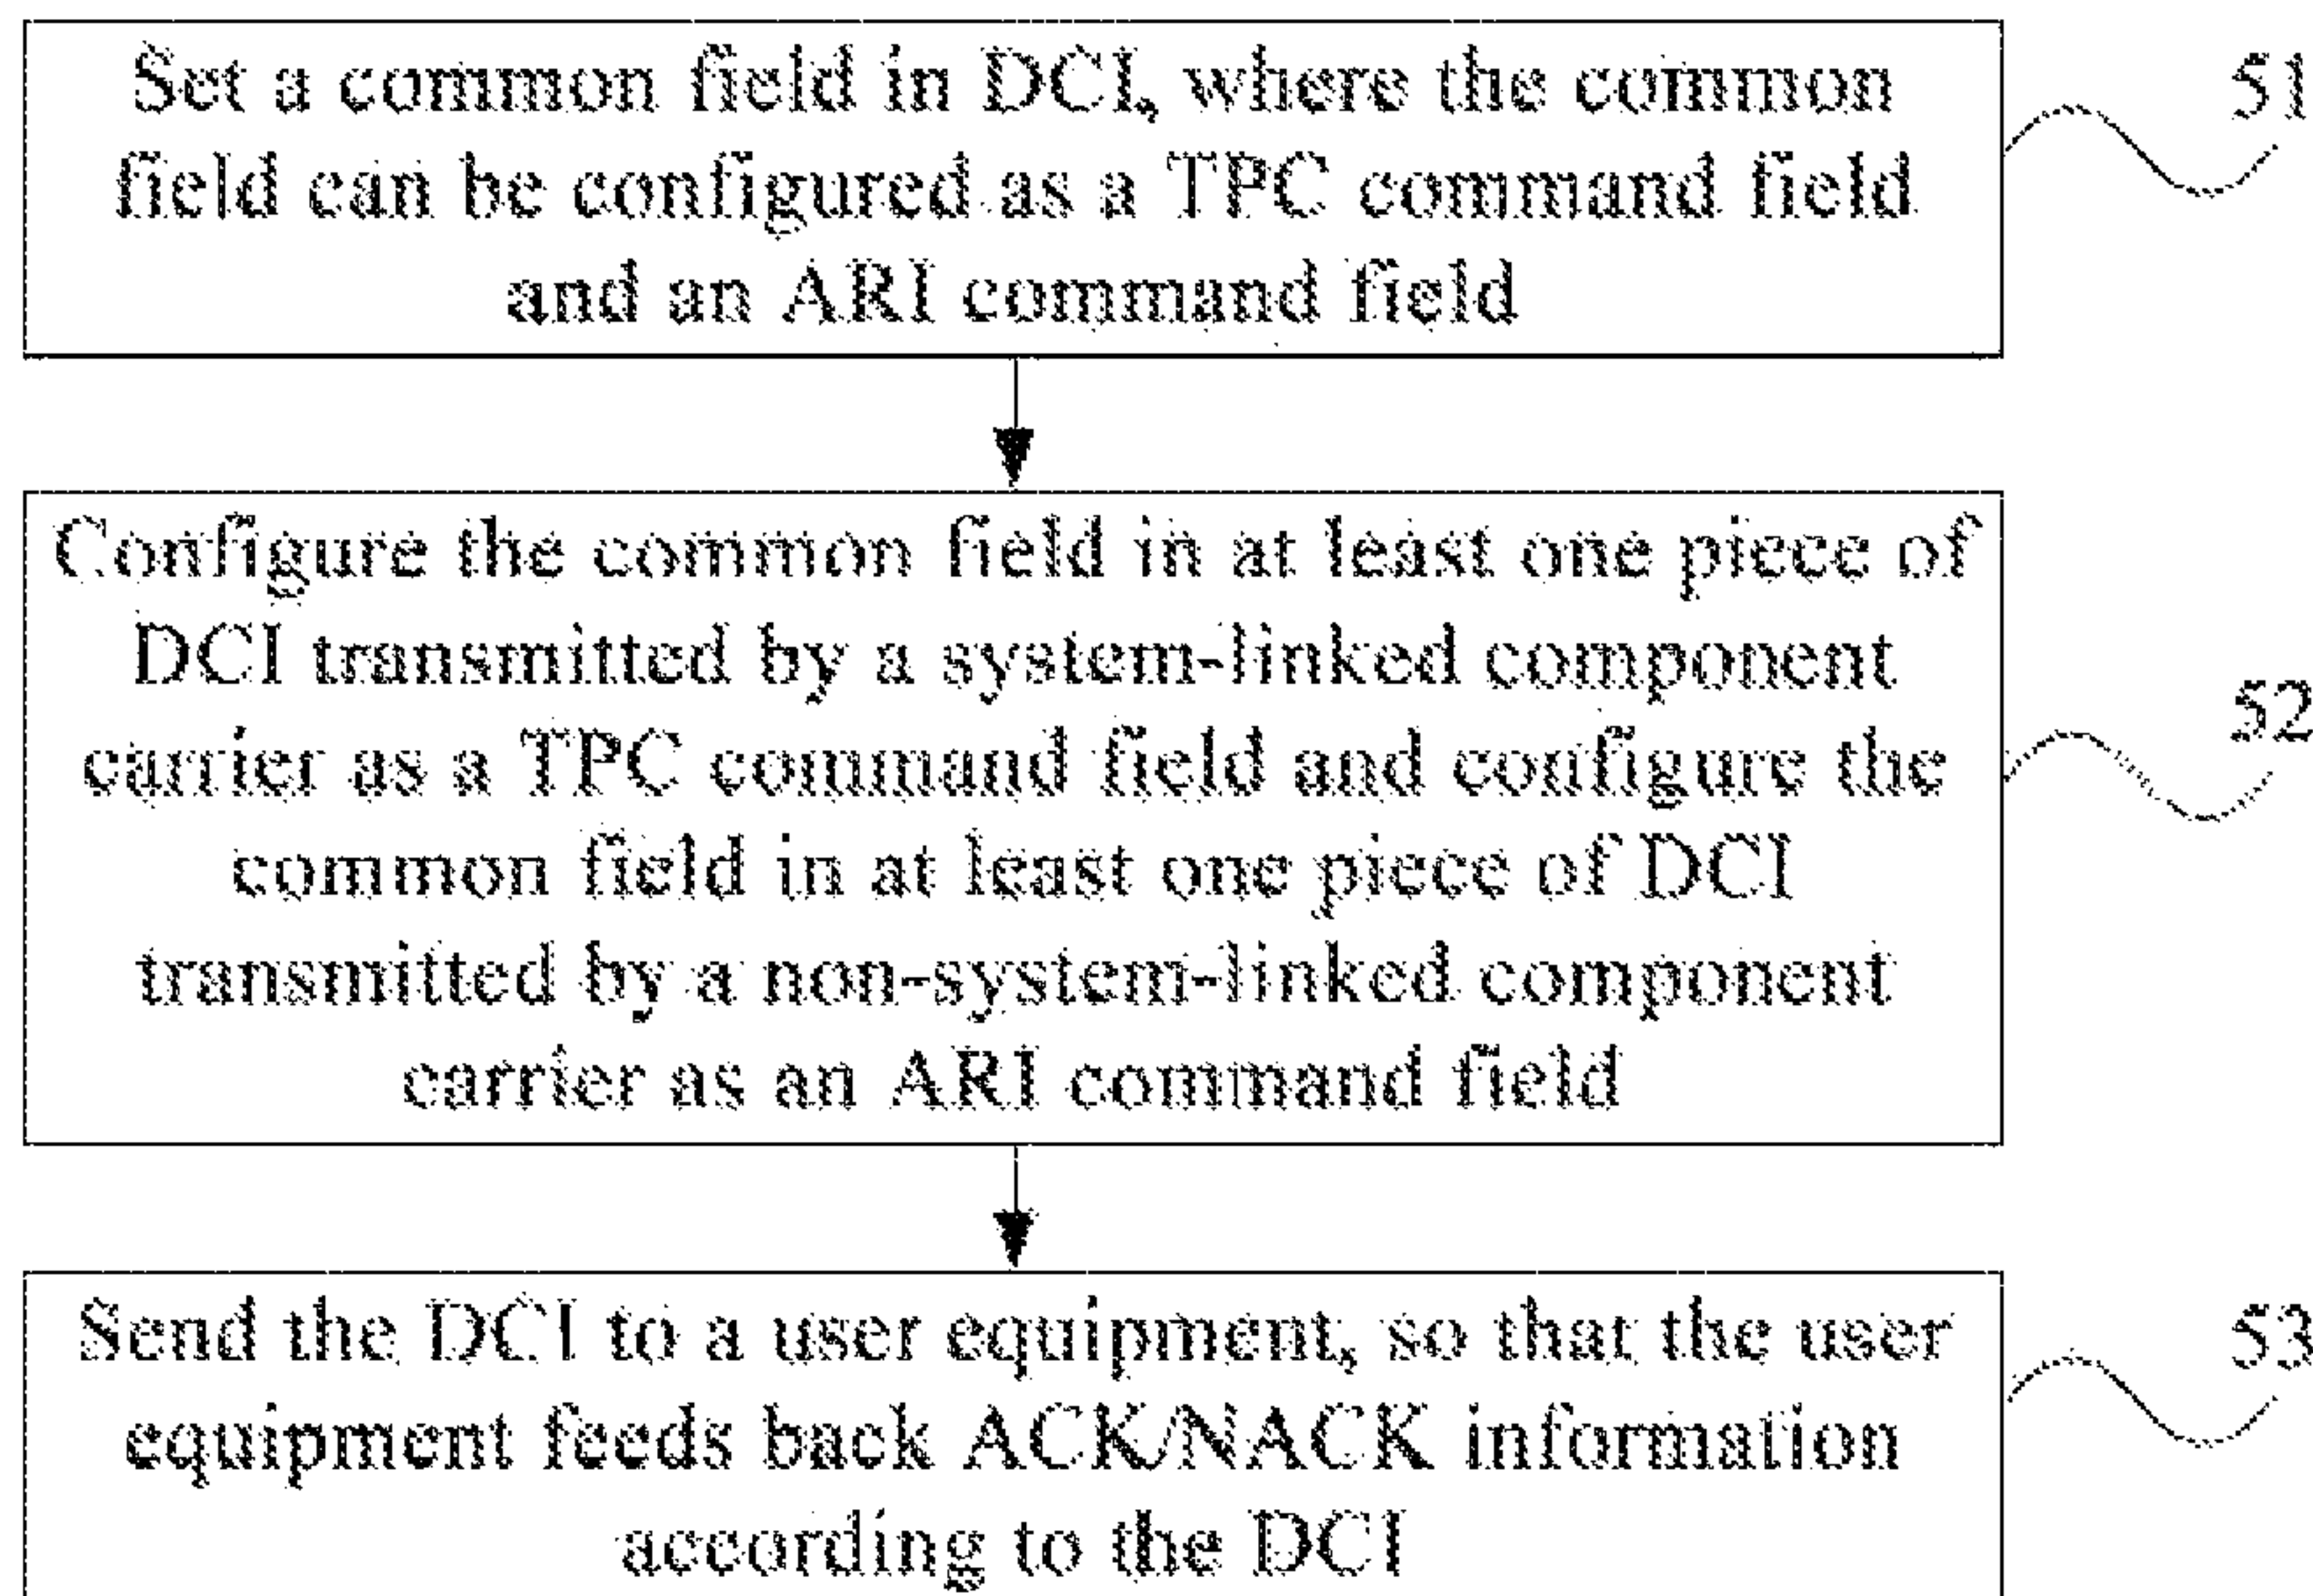 Set a common field in DCI, where the common
field can be configured as a TPC command field
and an ARI command field
51
Configure the common field in at least one piece of
DCI transmitted by a system-linked component
carrier as a TPC command field and configure the
common field in at least one piece of DCI
transmitted by a non-system-linked component
carrier as an ARI command field
52
Send the DCI to a user equipment, so that the user
equipment feeds back ACK/NACK information
according to the DCI
53